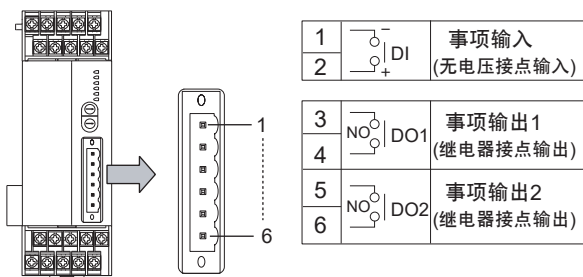 1
6
1
2
−
+
DI
事项输入
(无电压接点输入)
3
4
NO
DO1
事项输出1
(继电器接点输出)
5
6
NO
DO2
事项输出2
(继电器接点输出)